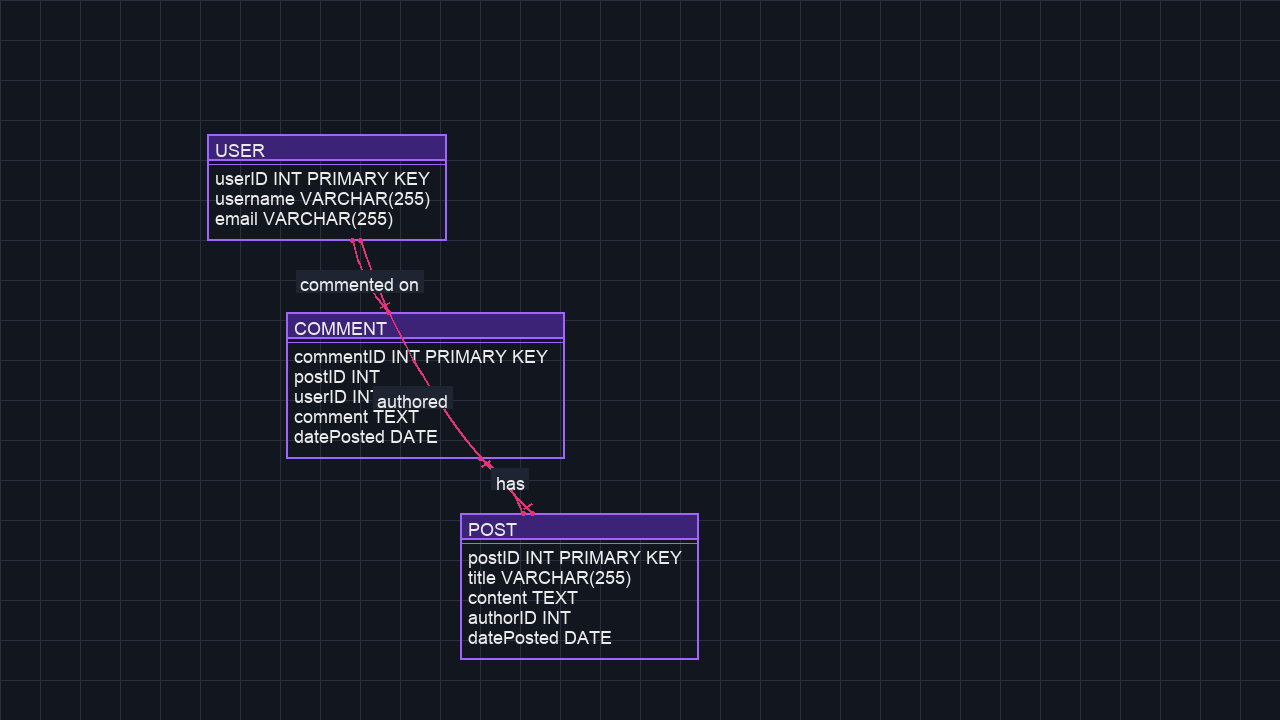 USER
userID INT PRIMARY KEY
username VARCHAR(255)
email VARCHAR(255)
commented on
COMMENT
commentID INT PRIMARY KEY
postID INT
userID INT
authored
comment TEXT
datePosted DATE
has
POST
postID INT PRIMARY KEY
title VARCHAR(255)
content TEXT
authorID INT
datePosted DATE